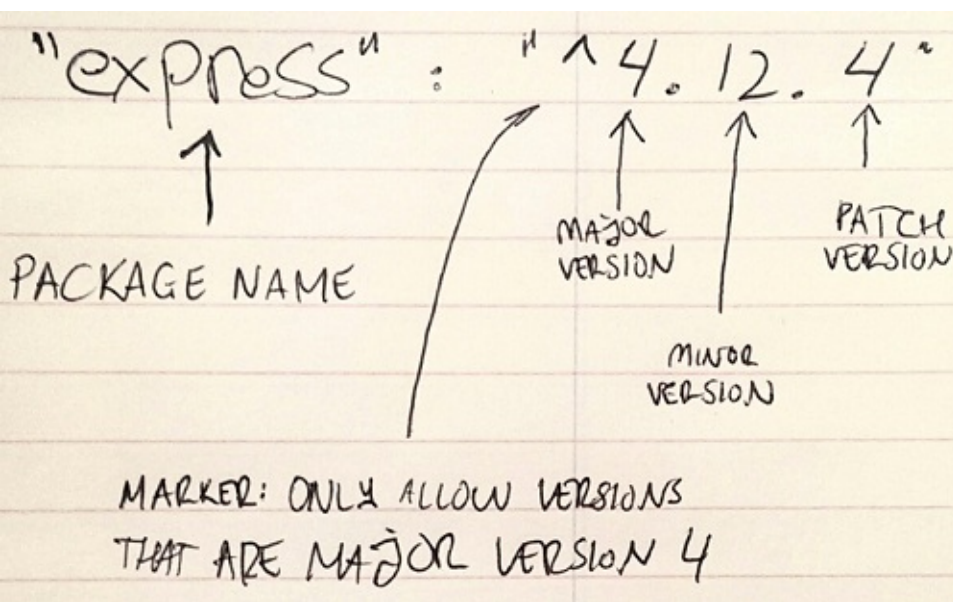 "express" : "^4.12.4"
PACKAGE NAME
MAJOR
VERSION
PATCH
VERSION
MINOR
VERSION
MARKER: ONLY ALLOW VERSIONS
THAT ARE MAJOR VERSION 4